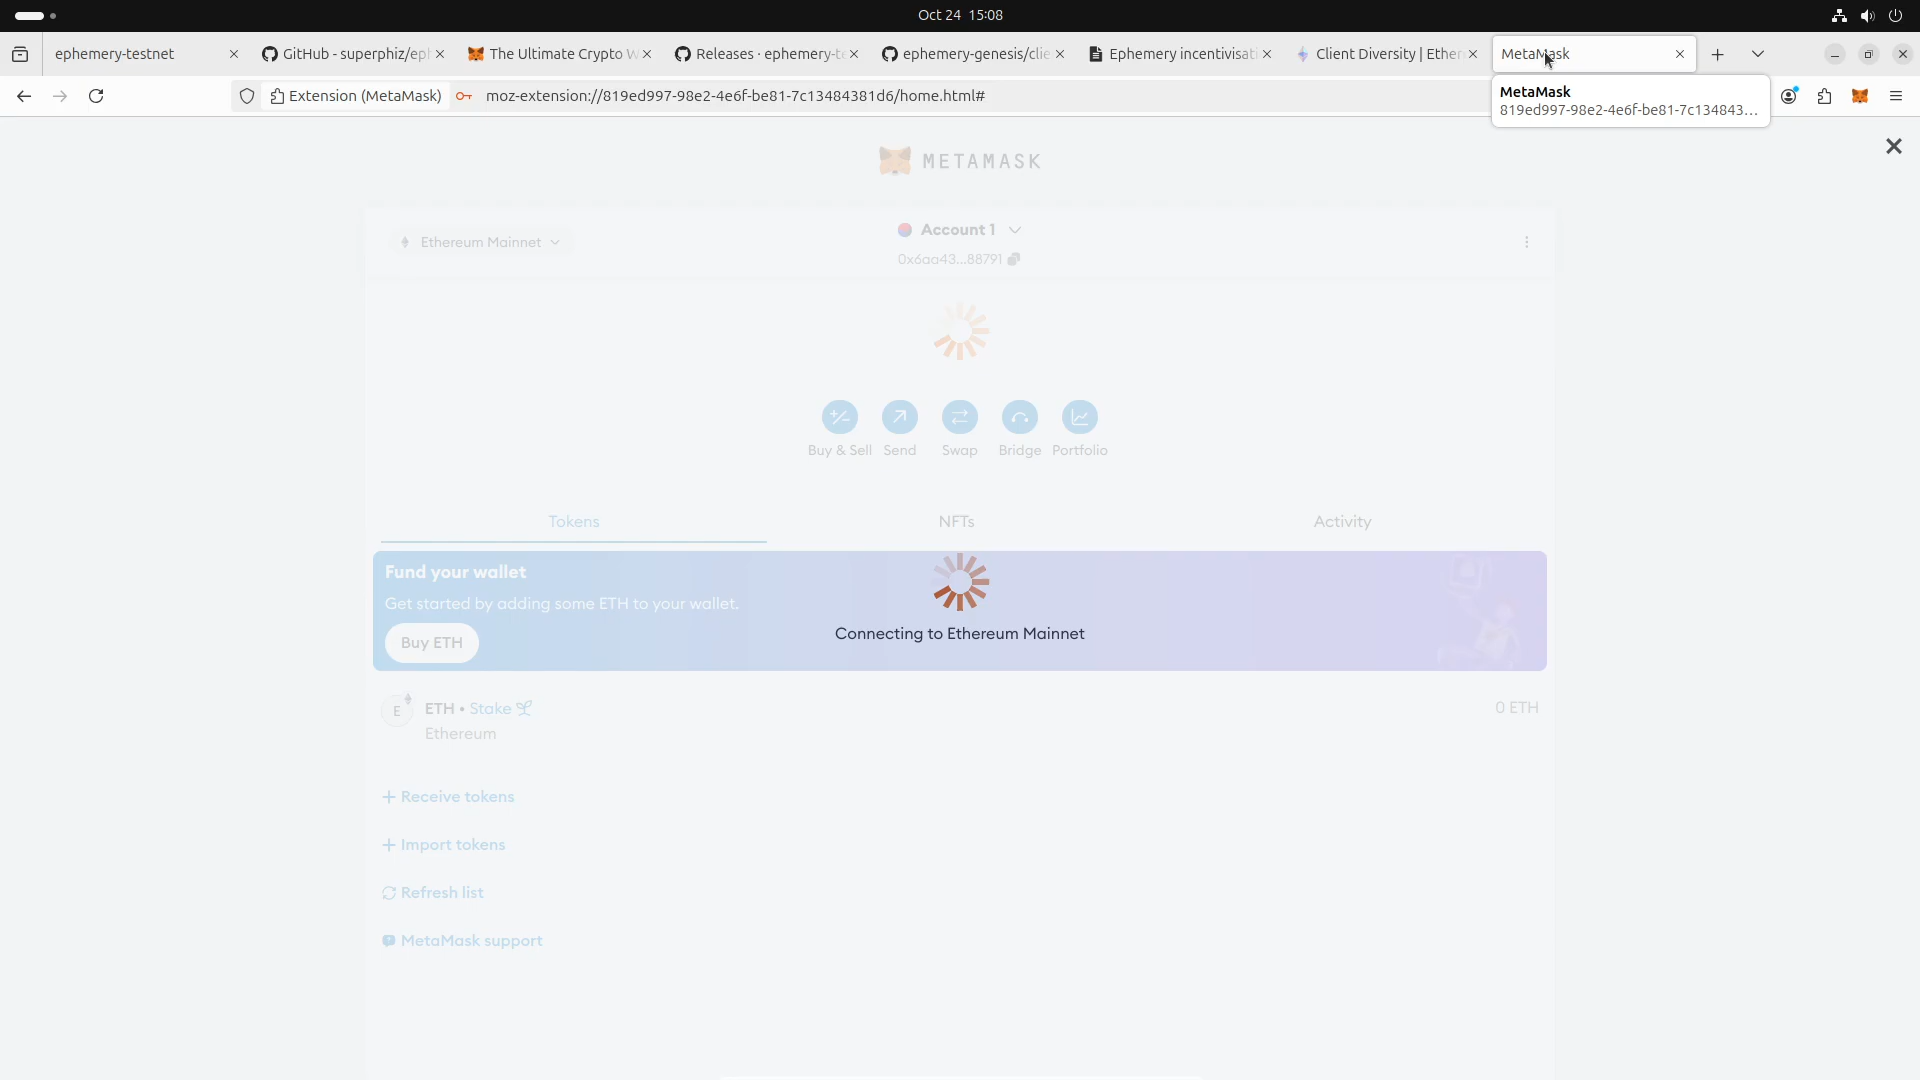 Oct 24 15:08
ephemery-testnet
GitHub - superphiz/eph
The Ultimate Crypto W
Releases · ephemery-te
ephemery-genesis/clie
Ephemery incentivisati
Client Diversity | Ether
MetaMask
Extension (MetaMask)
moz-extension://819ed997-98e2-4e6f-be81-7c13484381d6/home.html#
MetaMask
819ed997-98e2-4e6f-be81-7c134843...
METAMASK
Ethereum Mainnet
Account 1
0x6aa43...88791
Buy & Sell
Send
Swap
Bridge
Portfolio
Tokens
NFTs
Activity
Fund your wallet
Get started by adding some ETH to your wallet.
Buy ETH
Connecting to Ethereum Mainnet
E
ETH • Stake
0 ETH
Ethereum
Receive tokens
Import tokens
Refresh list
MetaMask support